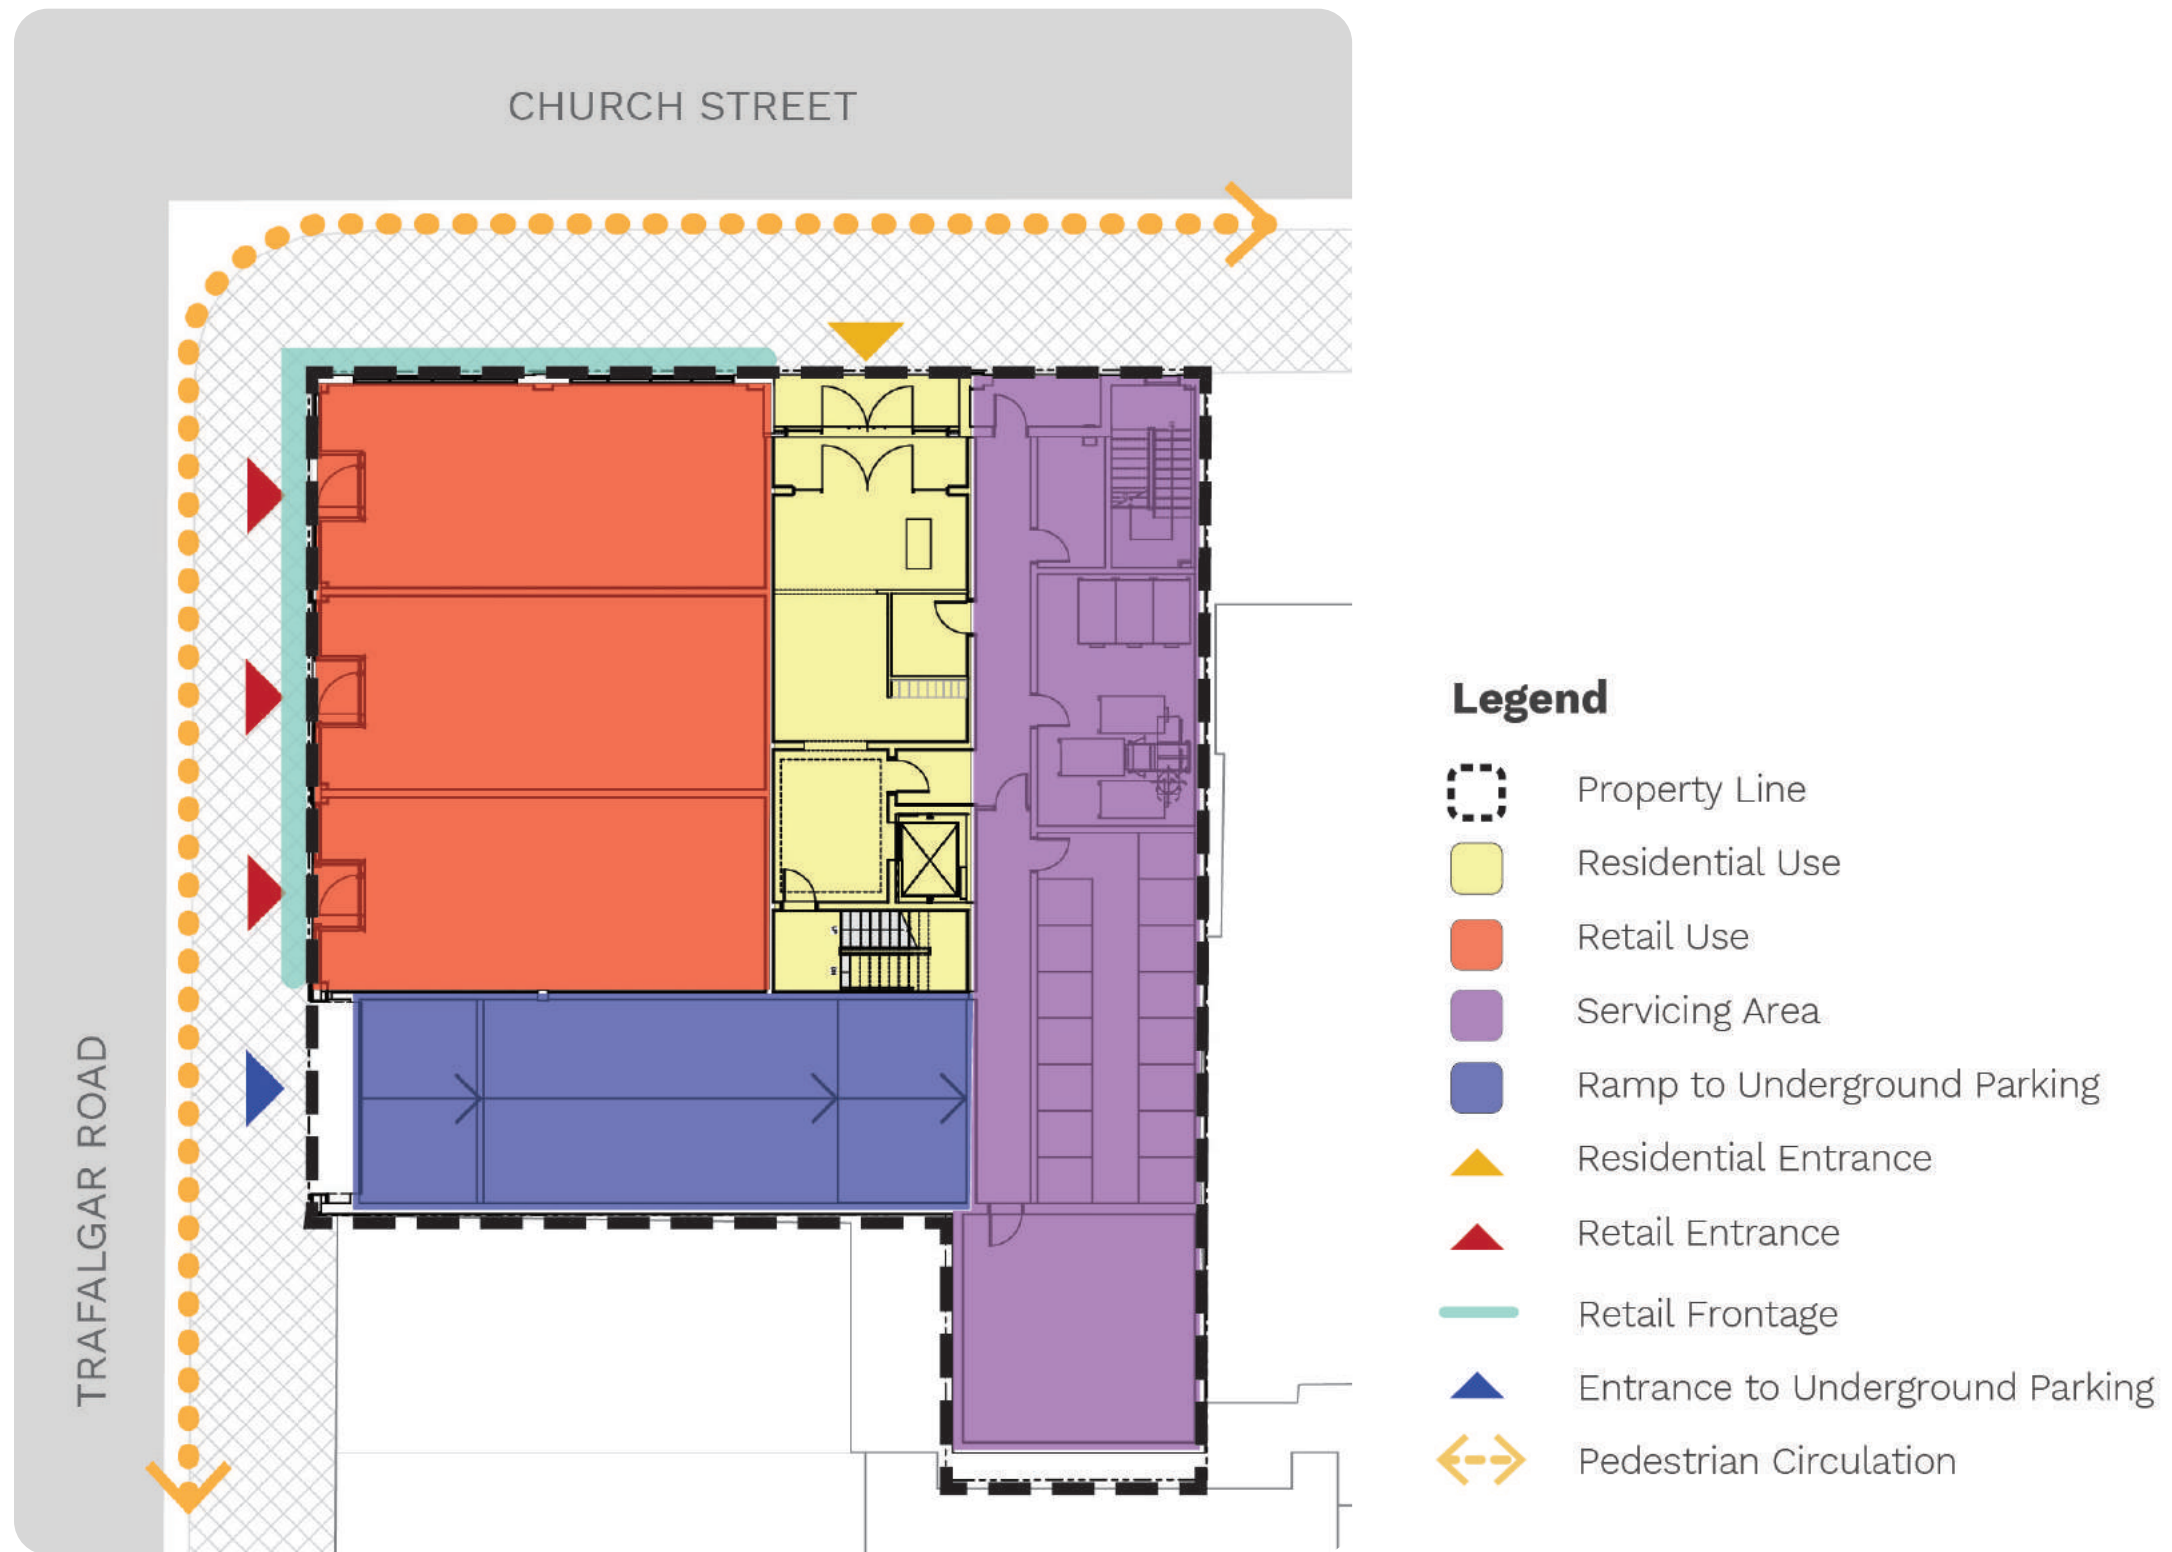 CHURCH STREET
TRAFALGAR ROAD
Legend
Property Line
Residential Use
Retail Use
Servicing Area
Ramp to Underground Parking
Residential Entrance
Retail Entrance
Retail Frontage
Entrance to Underground Parking
Pedestrian Circulation